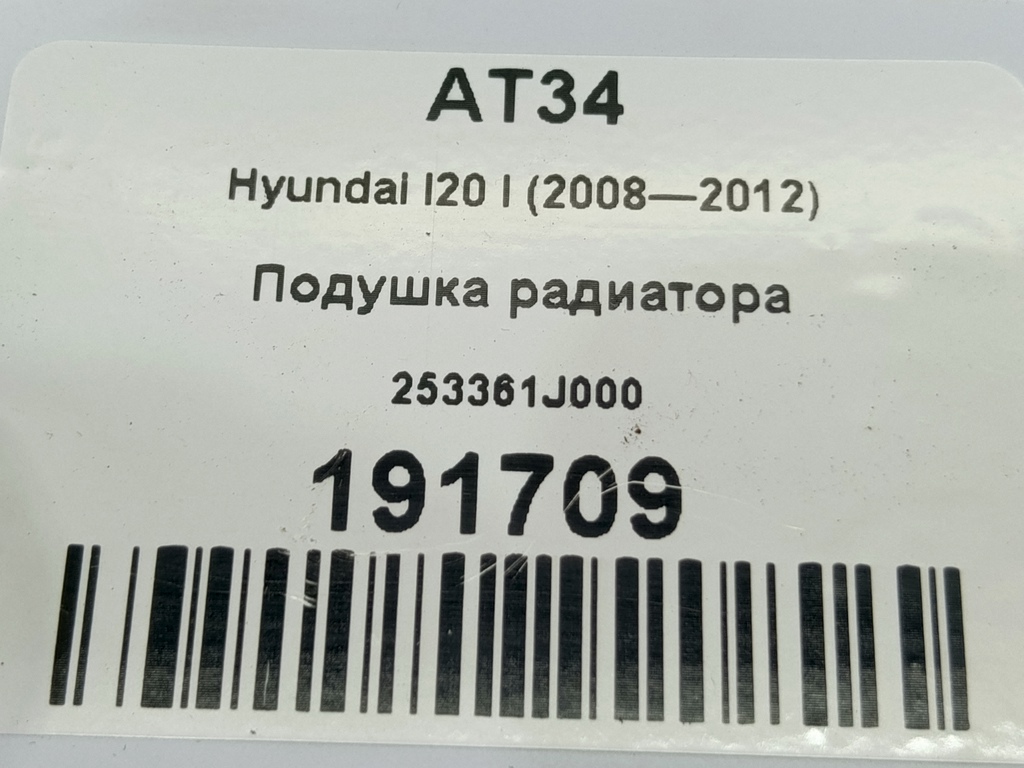 AT34
Hyundai I20 I (2008—2012)
Подушка радиатора
253361J000
191709